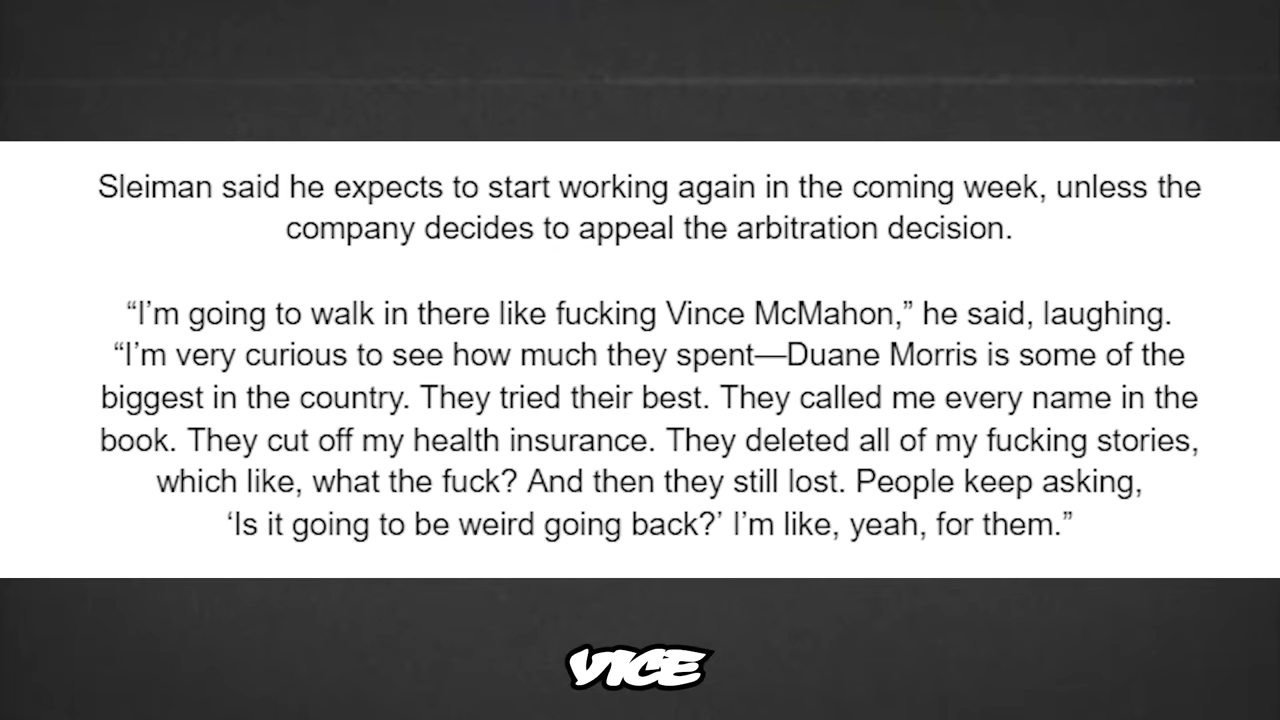 Sleiman said he expects to start working again in the coming week, unless the
company decides to appeal the arbitration decision.
“I’m going to walk in there like fucking Vince McMahon,” he said, laughing.
“I’m very curious to see how much they spent—Duane Morris is some of the
biggest in the country. They tried their best. They called me every name in the
book. They cut off my health insurance. They deleted all of my fucking stories,
which like, what the fuck? And then they still lost. People keep asking,
‘Is it going to be weird going back?’ I’m like, yeah, for them.”
VICE